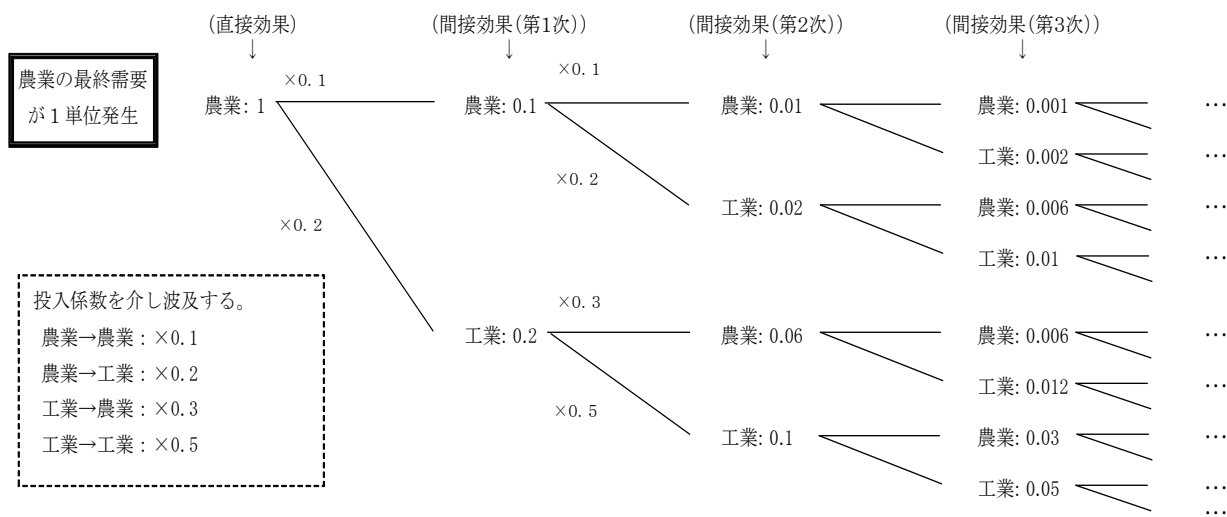 (直接効果) (間接効果(第1次)) (間接効果(第2次)) (間接効果(第3次))
↓ ↓ ↓ ↓
農業の最終需要
が1単位発生
×0.1 ×0.1
農業: 1 農業: 0.1 農業: 0.01 農業: 0.001 …
工業: 0.002 …
×0.2
工業: 0.02 農業: 0.006 …
×0.2
工業: 0.01 …
投入係数を介し波及する。
農業→農業：×0.1
農業→工業：×0.2
工業→農業：×0.3
工業→工業：×0.5
×0.3
工業: 0.2 農業: 0.06 農業: 0.006 …
工業: 0.012 …
×0.5
工業: 0.1 農業: 0.03 …
工業: 0.05 …
…